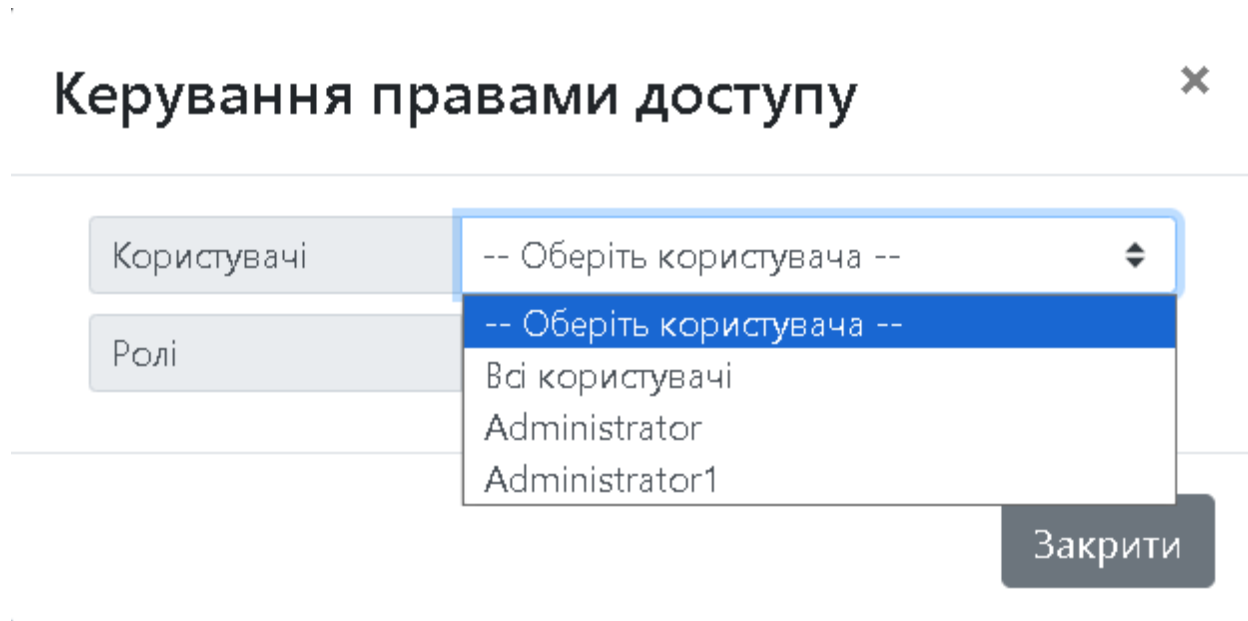 Керування правами доступу
×
Користувачі
-- Оберіть користувача --
-- Оберіть користувача --
Всі користувачі
Administrator
Administrator1
Ролі
Закрити